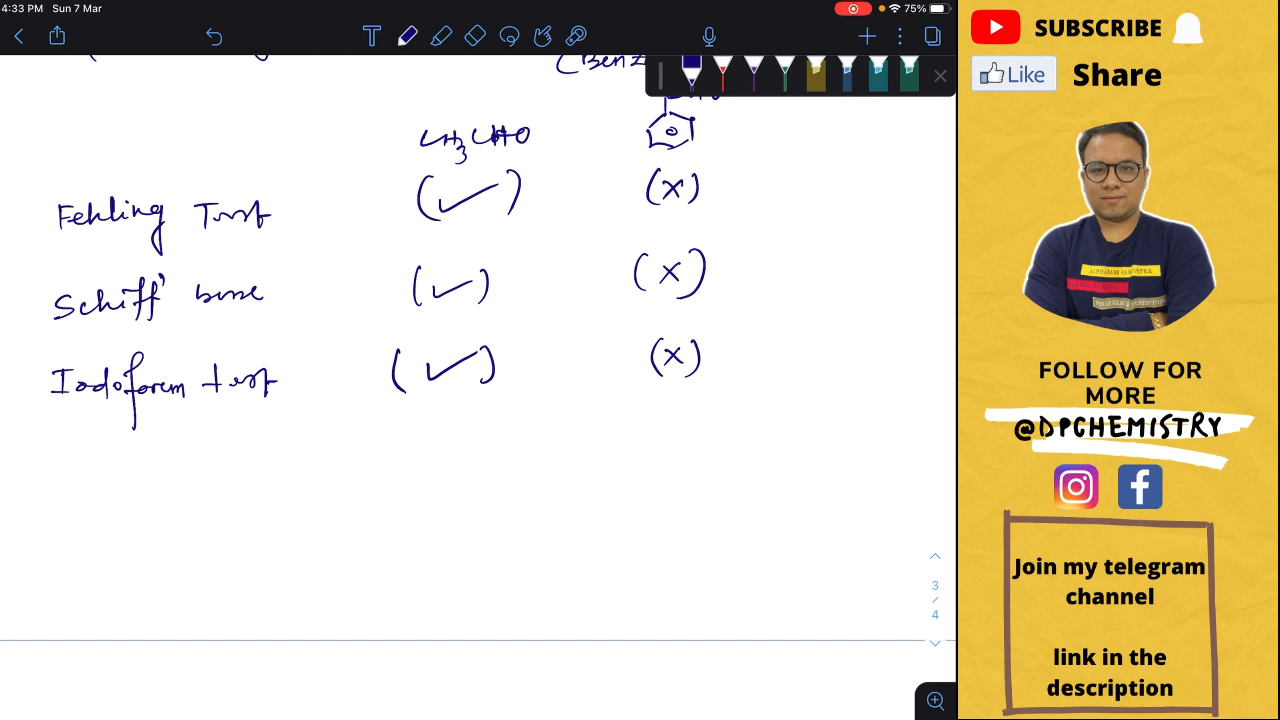 4:33 PM Sun 7 Mar
75%
(Benz
CH3CHO
Fehling Test (✓) (x)
Schiff' base (✓) (x)
Iodoform test (✓) (x)
3
/
4
SUBSCRIBE
Like Share
FOLLOW FOR
MORE
@DPCHEMISTRY
Join my telegram
channel
link in the
description